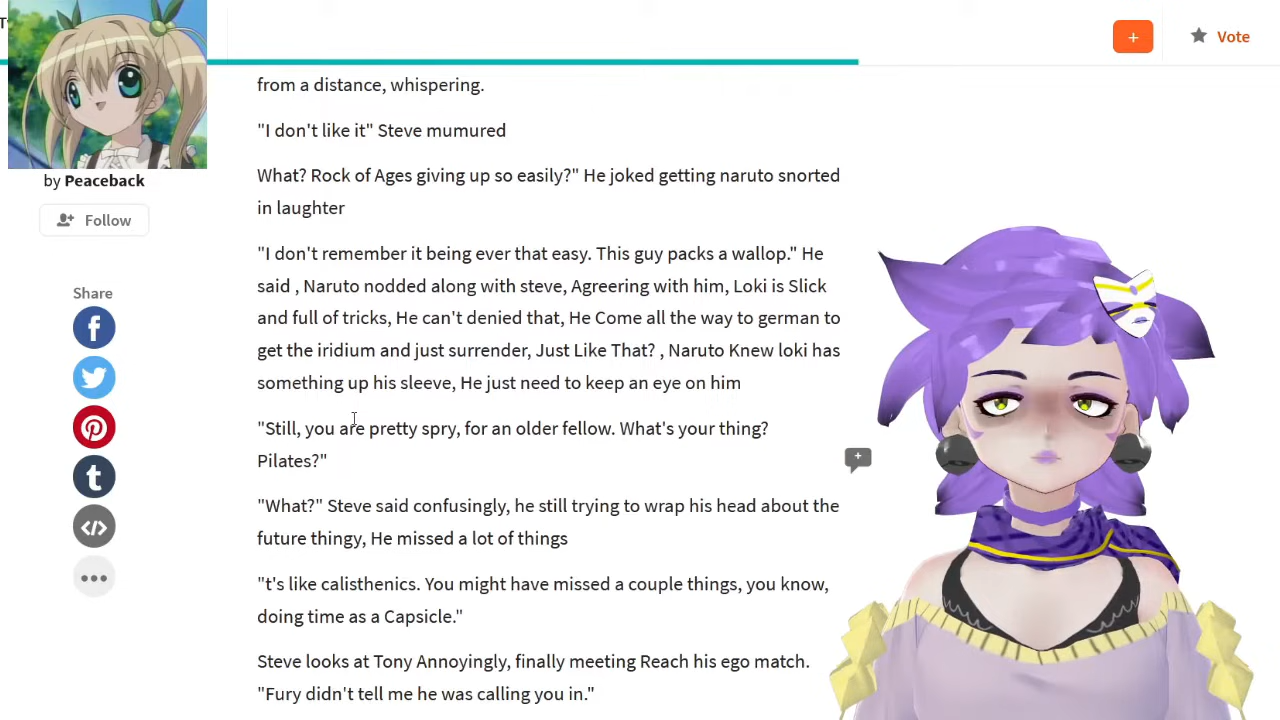 T
+
Vote
by Peaceback
Follow
Share
from a distance, whispering.
"I don't like it" Steve mumured
What? Rock of Ages giving up so easily?" He joked getting naruto snorted
in laughter
"I don't remember it being ever that easy. This guy packs a wallop." He
said , Naruto nodded along with steve, Agreering with him, Loki is Slick
and full of tricks, He can't denied that, He Come all the way to german to
get the iridium and just surrender, Just Like That? , Naruto Knew loki has
something up his sleeve, He just need to keep an eye on him
"Still, you are pretty spry, for an older fellow. What's your thing?
Pilates?"
+
"What?" Steve said confusingly, he still trying to wrap his head about the
future thingy, He missed a lot of things
"t's like calisthenics. You might have missed a couple things, you know,
doing time as a Capsicle."
Steve looks at Tony Annoyingly, finally meeting Reach his ego match.
"Fury didn't tell me he was calling you in."